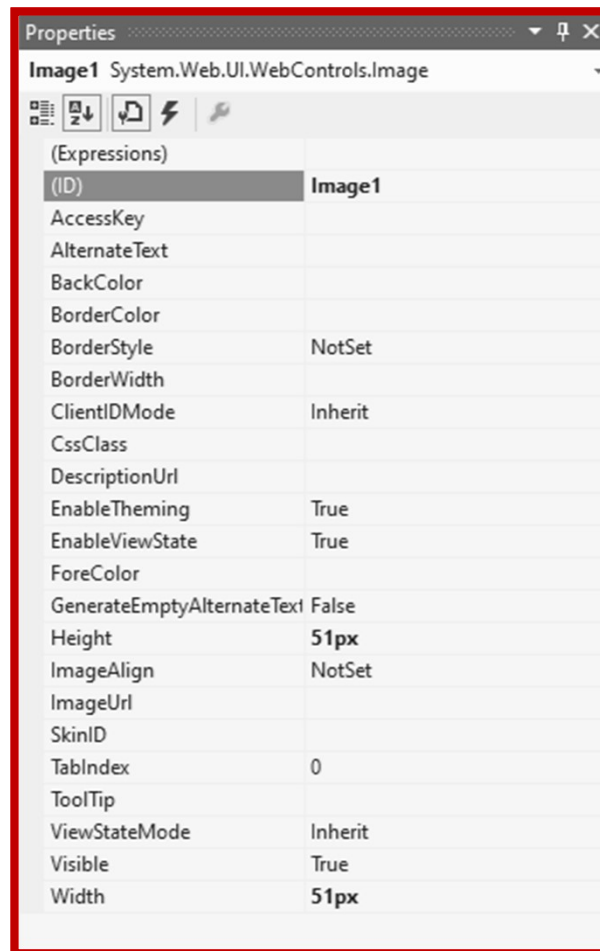 Properties
Image1 System.Web.UI.WebControls.Image
(Expressions)
(ID) Image1
AccessKey
AlternateText
BackColor
BorderColor
BorderStyle NotSet
BorderWidth
ClientIDMode Inherit
CssClass
DescriptionUrl
EnableTheming True
EnableViewState True
ForeColor
GenerateEmptyAlternateText False
Height 51px
ImageAlign NotSet
ImageUrl
SkinID
TabIndex 0
ToolTip
ViewStateMode Inherit
Visible True
Width 51px